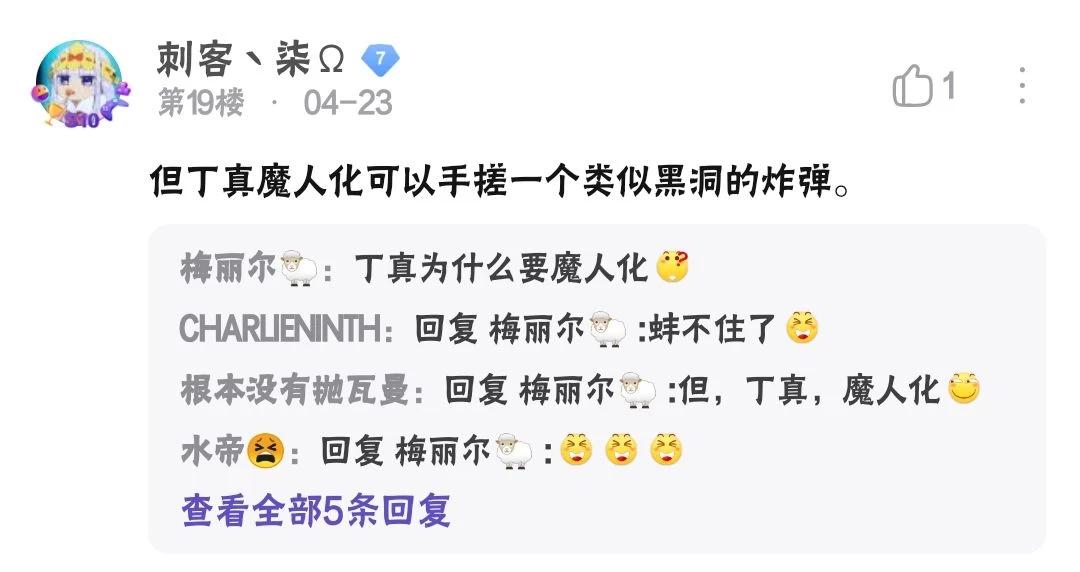 刺客丶柒Ω 7
第19楼 · 04-23
1
S10
但丁真魔人化可以手搓一个类似黑洞的炸弹。
梅丽尔🐑：丁真为什么要魔人化
CHARLIENINTH：回复 梅丽尔🐑 :蚌不住了😆
根本没有抛瓦曼：回复 梅丽尔🐑 :但，丁真，魔人化
水帝😫：回复 梅丽尔🐑 :😆😆😆
查看全部5条回复